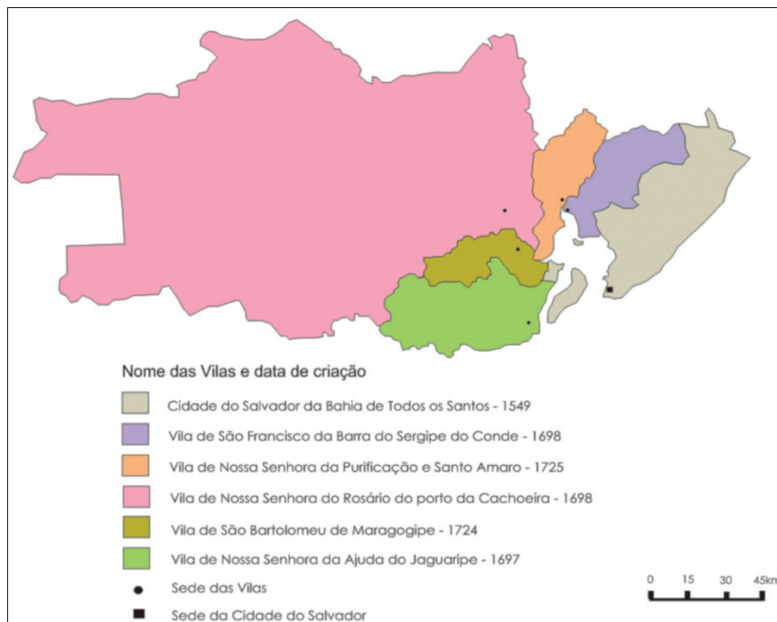 Nome das Vilas e data de criação
Cidade do Salvador da Bahia de Todos os Santos - 1549
Vila de São Francisco da Barra do Sergipe do Conde - 1698
Vila de Nossa Senhora da Purificação e Santo Amaro - 1725
Vila de Nossa Senhora do Rosário do porto da Cachoeira - 1698
Vila de São Bartolomeu de Maragogipe - 1724
Vila de Nossa Senhora da Ajuda do Jaguaripe - 1697
Sede das Vilas
Sede da Cidade do Salvador
0 15 30 45km